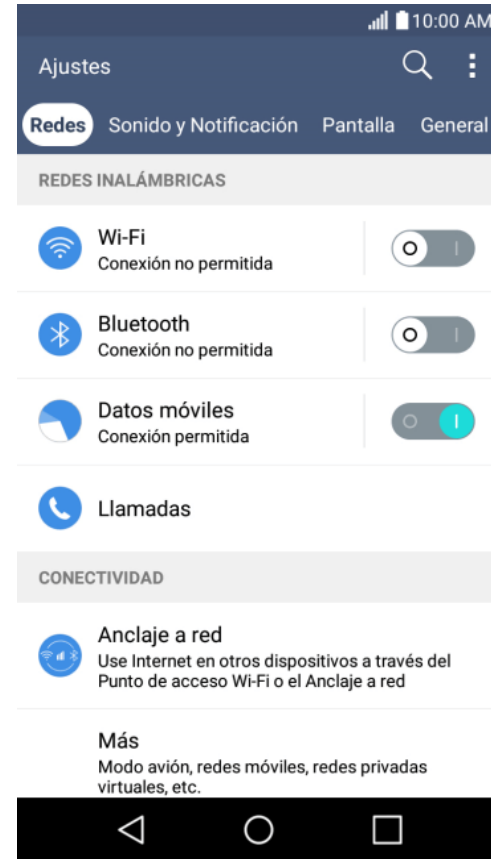 10:00 AM
Ajustes
Redes Sonido y Notificación Pantalla General
REDES INALÁMBRICAS
Wi-Fi
Conexión no permitida
Bluetooth
Conexión no permitida
Datos móviles
Conexión permitida
Llamadas
CONECTIVIDAD
Anclaje a red
Use Internet en otros dispositivos a través del
Punto de acceso Wi-Fi o el Anclaje a red
Más
Modo avión, redes móviles, redes privadas
virtuales, etc.